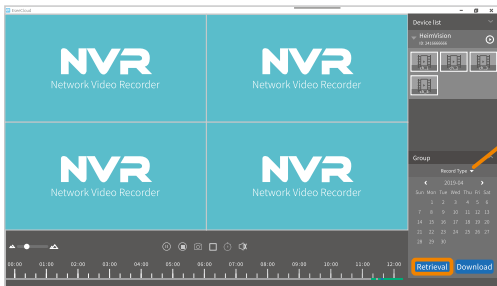 EseeCloud
Device list
HeimVision
NVR
Network Video Recorder
NVR
Network Video Recorder
NVR
Network Video Recorder
NVR
Network Video Recorder
Group
Record Type
2019-04
Sun Mon Tue Wed Thu Fri Sat
1 2 3 4 5 6
7 8 9 10 11 12 13
14 15 16 17 18 19 20
21 22 23 24 25 26 27
28 29 30
00:00 01:00 02:00 03:00 04:00 05:00 06:00 07:00 08:00 09:00 10:00 11:00 12:00
Retrieval Download